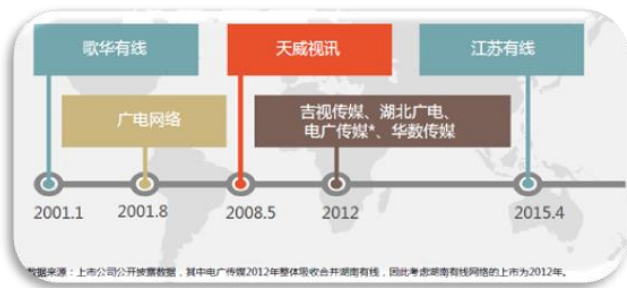 歌华有线
天威视讯
江苏有线
广电网络
吉视传媒、湖北广电、
电广传媒*、华数传媒
2001.1
2001.8
2008.5
2012
2015.4
数据来源：上市公司公开披露数据，其中电广传媒2012年整体吸收合并湖南有线，因此考虑湖南有线网络的上市为2012年。